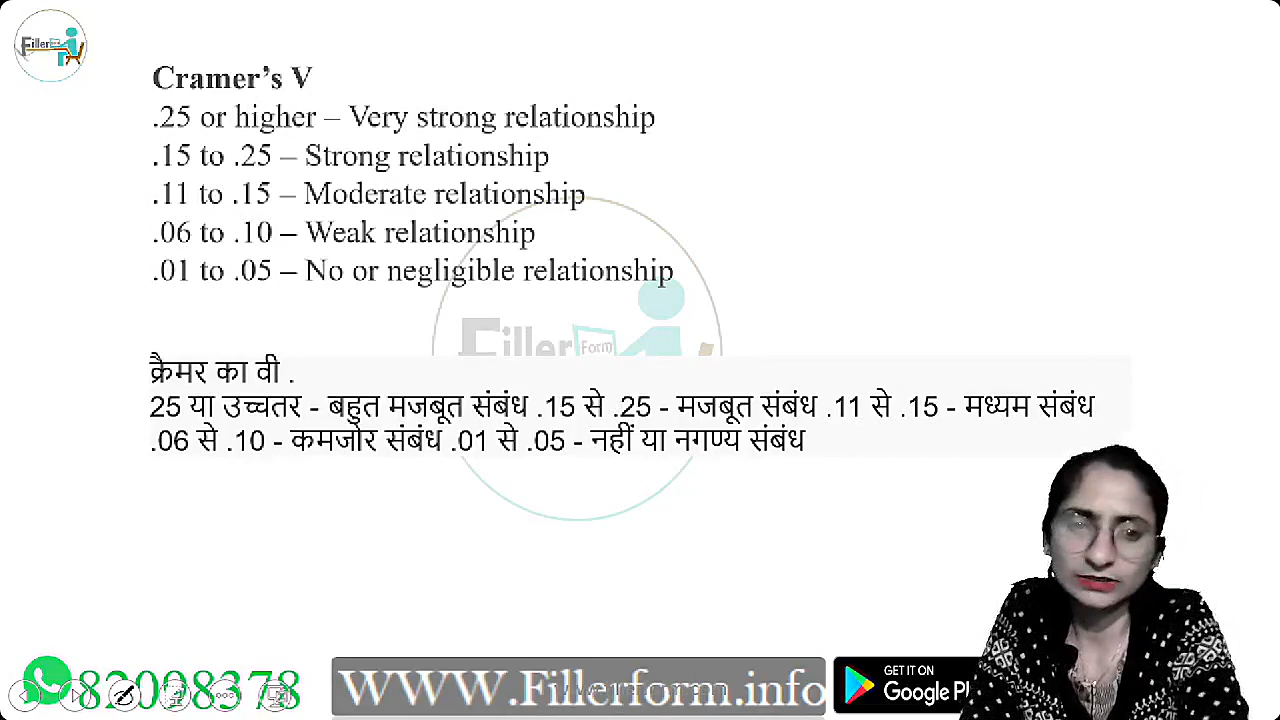 Filler
Cramer’s V
.25 or higher – Very strong relationship
.15 to .25 – Strong relationship
.11 to .15 – Moderate relationship
.06 to .10 – Weak relationship
.01 to .05 – No or negligible relationship
Filler Form
क्रैमर का वी .
25 या उच्चतर - बहुत मजबूत संबंध .15 से .25 - मजबूत संबंध .11 से .15 - मध्यम संबंध
.06 से .10 - कमजोर संबंध .01 से .05 - नहीं या नगण्य संबंध
WWW.Fillerform.info
GET IT ON
Google Pl